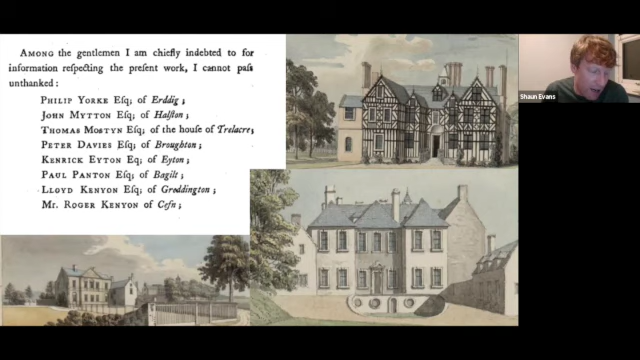 AMONG the gentlemen I am chiefly indebted to for
information reſpecting the preſent work, I cannot paſs
unthanked :
PHILIP YORKE Eſq; of Erddig ;
JOHN MYTTON Eſq; of Halſton ;
THOMAS MOSTYN Eſq; of the houſe of Trelacre;
PETER DAVIES Eſq; of Broughton ;
KENRICK EYTON Eq; of Eyton ;
PAUL PANTON Eſq; of Bagilt ;
LLOYD KENYON Eſq; of Greddington ;
Mr. ROGER KENYON of Cefn ;
Shaun Evans